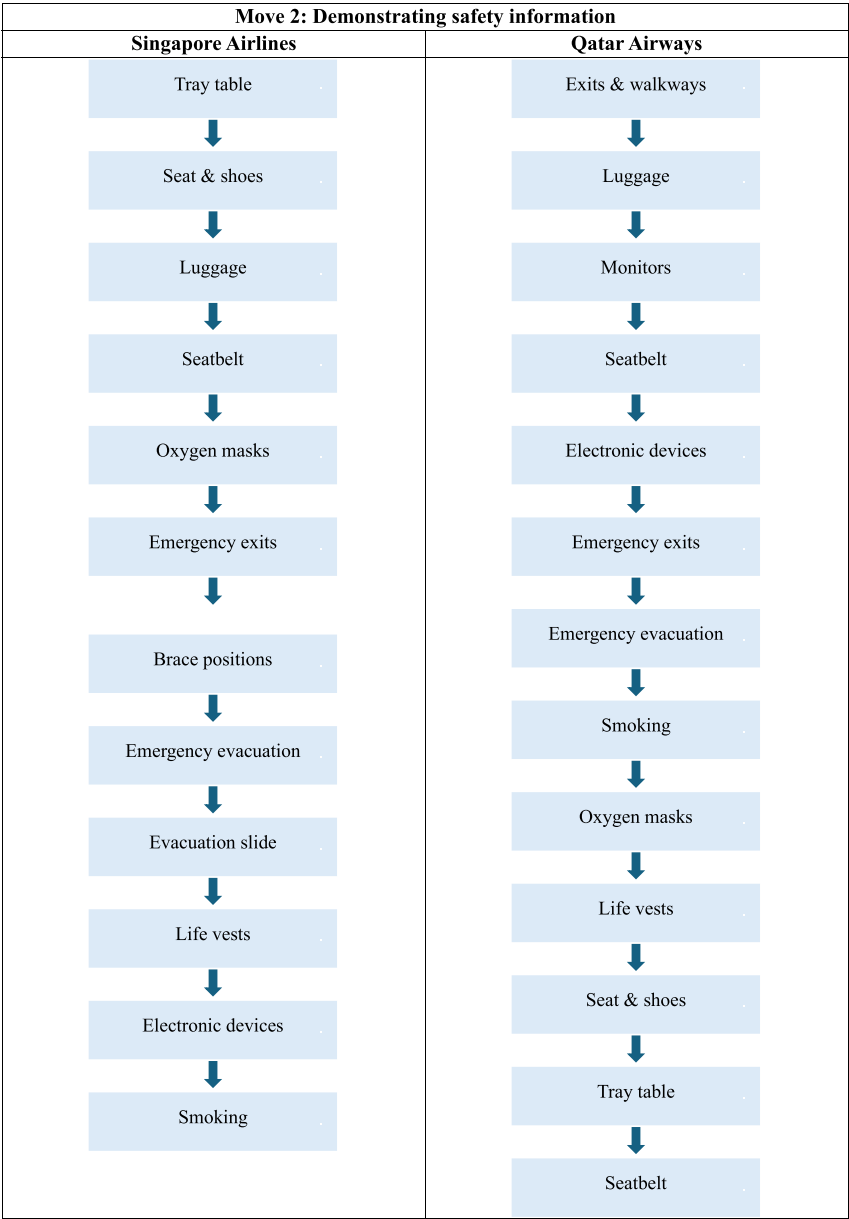 Move 2: Demonstrating safety information
Singapore Airlines
Qatar Airways
Tray table
Seat & shoes
Luggage
Seatbelt
Oxygen masks
Emergency exits
Brace positions
Emergency evacuation
Evacuation slide
Life vests
Electronic devices
Smoking
Exits & walkways
Luggage
Monitors
Seatbelt
Electronic devices
Emergency exits
Emergency evacuation
Smoking
Oxygen masks
Life vests
Seat & shoes
Tray table
Seatbelt